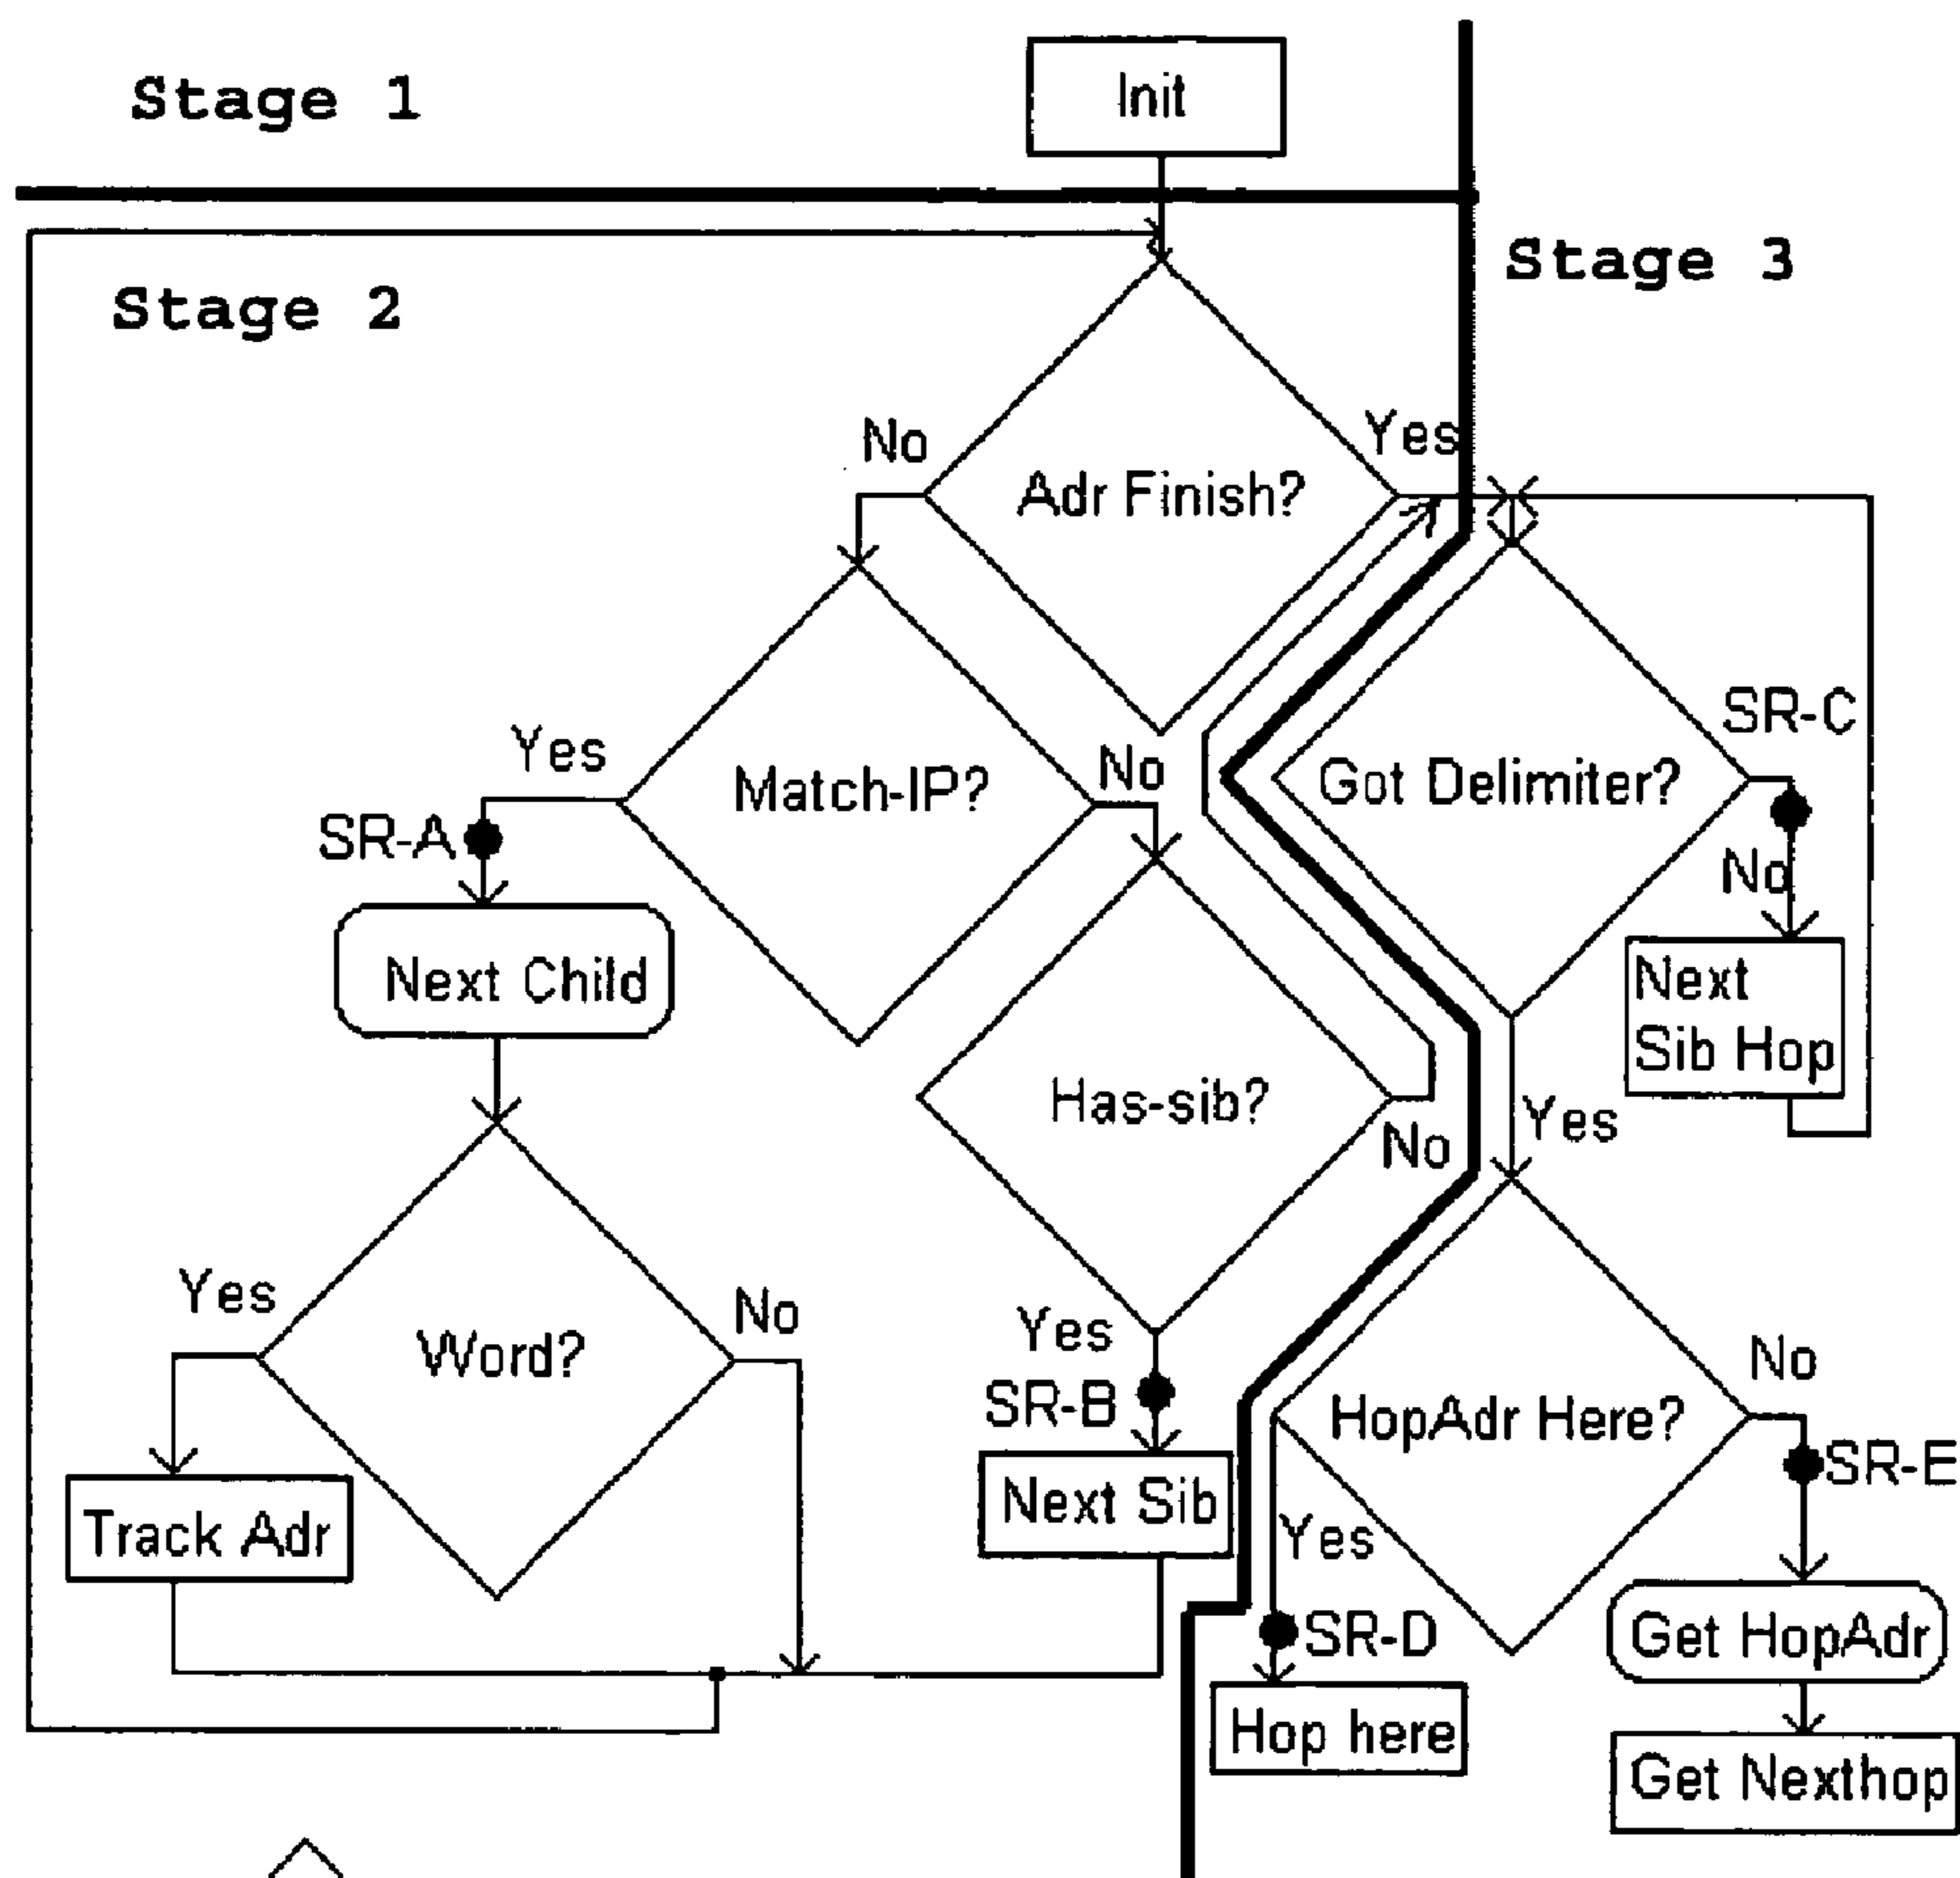 Stage 1
Init
Stage 2
Stage 3
No
Yes
Adr Finish?
SR-C
Yes
Match-IP?
No
Got Delimiter?
SR-A
No
Next Child
Next
Sib Hop
Has-sib?
No
Yes
Yes
No
Word?
Yes
SR-B
No
HopAdr Here?
SR-E
Track Adr
Next Sib
Yes
SR-D
Get HopAdr
Hop here
Get Nexthop